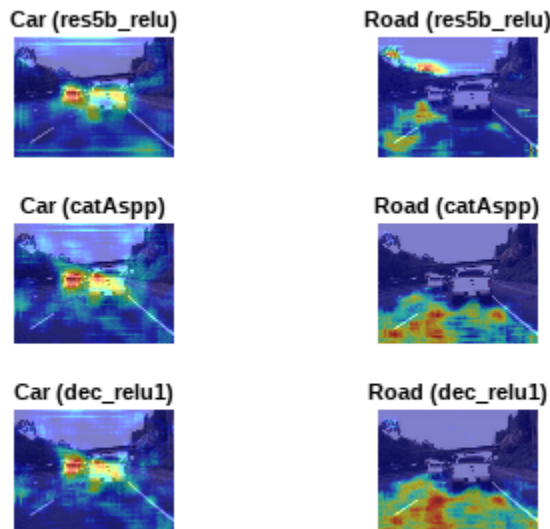 Car (res5b_relu)
Road (res5b_relu)
Car (catAspp)
Road (catAspp)
Car (dec_relu1)
Road (dec_relu1)